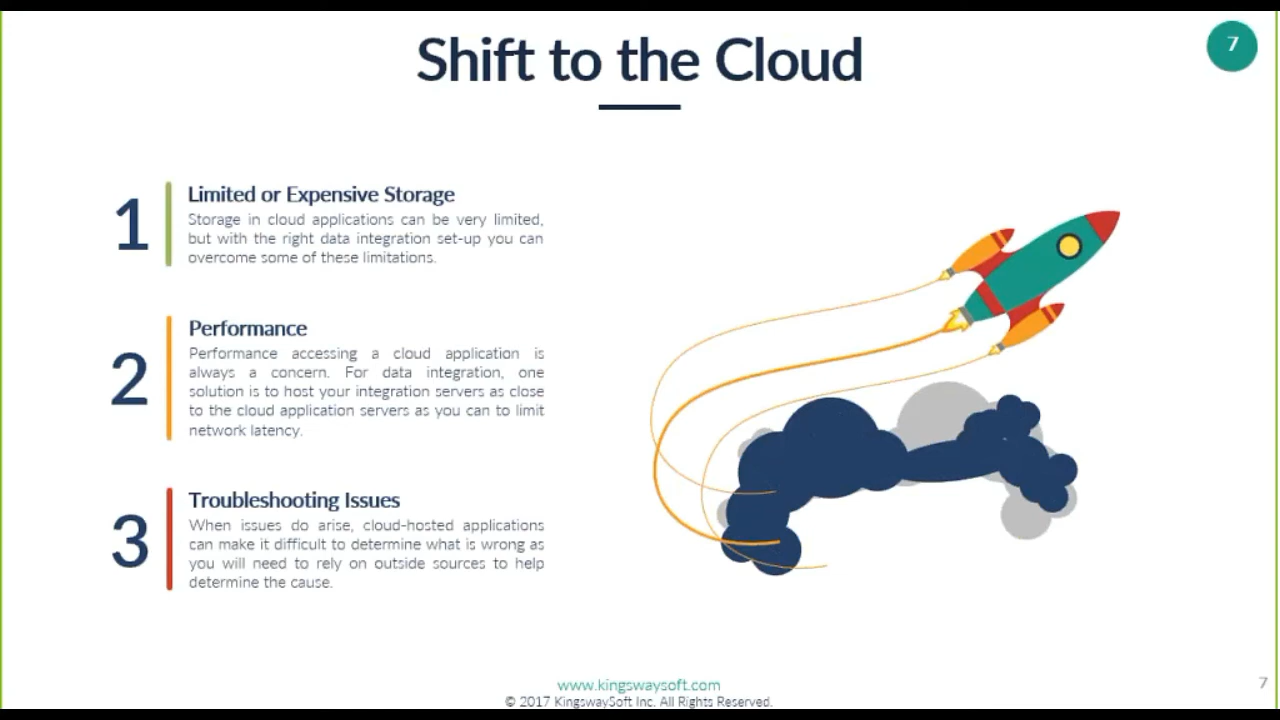 Shift to the Cloud
7
1
Limited or Expensive Storage
Storage in cloud applications can be very limited,
but with the right data integration set-up you can
overcome some of these limitations.
2
Performance
Performance accessing a cloud application is
always a concern. For data integration, one
solution is to host your integration servers as close
to the cloud application servers as you can to limit
network latency.
3
Troubleshooting Issues
When issues do arise, cloud-hosted applications
can make it difficult to determine what is wrong as
you will need to rely on outside sources to help
determine the cause.
www.kingswaysoft.com
© 2017 KingswaySoft Inc. All Rights Reserved.
7